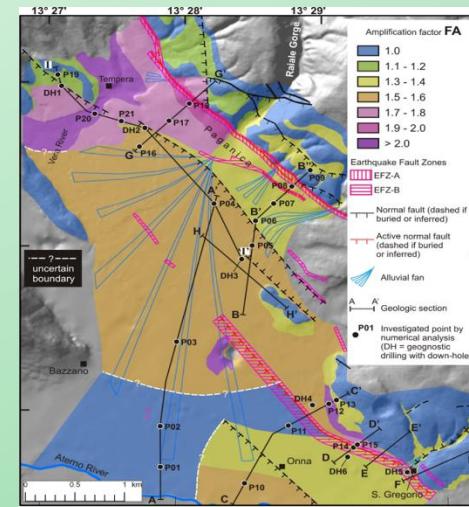 13° 27'
13° 28'
13° 29'
Amplification factor FA
1.0
1.1 - 1.2
1.3 - 1.4
1.5 - 1.6
1.7 - 1.8
1.9 - 2.0
> 2.0
Earthquake Fault Zones
EFZ-A
EFZ-B
Normal fault (dashed if
buried or inferred)
Active normal fault
(dashed if buried
or inferred)
Alluvial fan
A A'
Geologic section
P01
Investigated point by
numerical analysis
(DH = geognostic
drilling with down-hole
Raiale Gorge
II
P19
Tempera
DH1
G'
P20
P21
P18
P17
DH2
Vera River
Paganica
G
P16
B''
P09
P08
A'
P07
P04
B'
P06
H
I'
P05
DH3
?
uncertain
boundary
B
H'
P03
Bazzano
C'
P13
DH4
P12
P11
D'
P02
P15
E'
P14
P01
Onna
D
DH6
E
DH5
F
Aterno River
P10
S. Gregorio
A
C
0
1 km